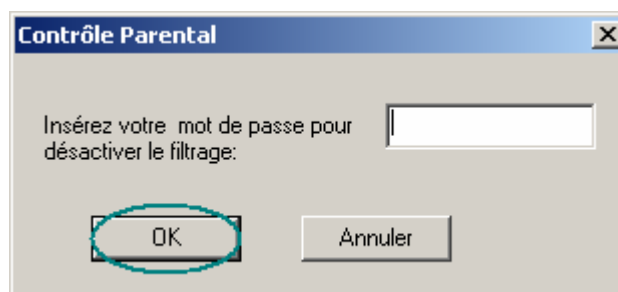 Contrôle Parental
Insérez votre mot de passe pour
désactiver le filtrage:
OK
Annuler